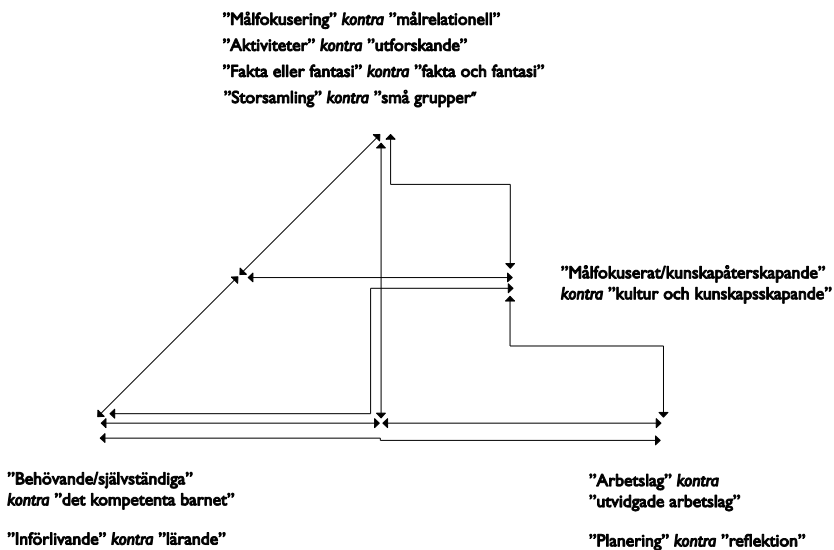 ”Målfokusering” kontra ”målrelationell”
”Aktiviteter” kontra ”utforskande”
”Fakta eller fantasi” kontra ”fakta och fantasi”
”Storsamling” kontra ”små grupper”
”Målfokuserat/kunskapåterskapande”
kontra ”kultur och kunskapsskapande”
”Behövande/självständiga”
kontra ”det kompetenta barnet”
”Införlivande” kontra ”lärande”
”Arbetslag” kontra
”utvidgade arbetslag”
”Planering” kontra ”reflektion”